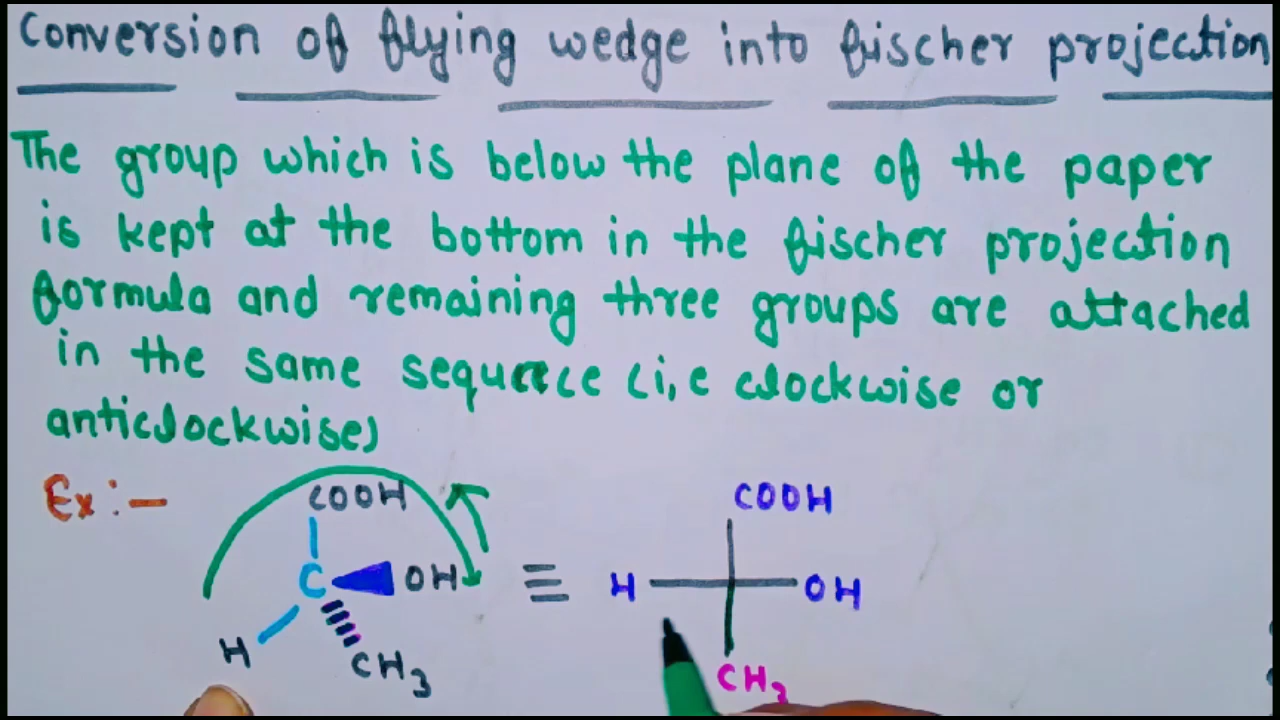 Conversion of flying wedge into fischer projection
The group which is below the plane of the paper
is kept at the bottom in the fischer projection
formula and remaining three groups are attached
in the same sequence (i,e clockwise or
anticlockwise)
Ex :-
COOH
C OH
H
CH3
≡
COOH
H OH
CH3